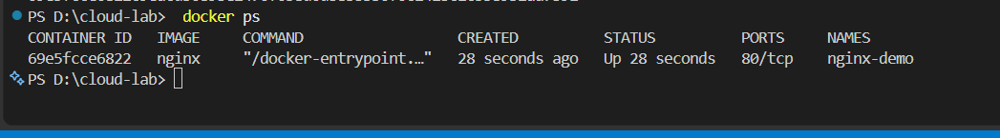 PS D:\cloud-lab> docker ps
CONTAINER ID   IMAGE     COMMAND                  CREATED          STATUS          PORTS     NAMES
69e5fcce6822   nginx     "/docker-entrypoint.…"   28 seconds ago   Up 28 seconds   80/tcp    nginx-demo
PS D:\cloud-lab>